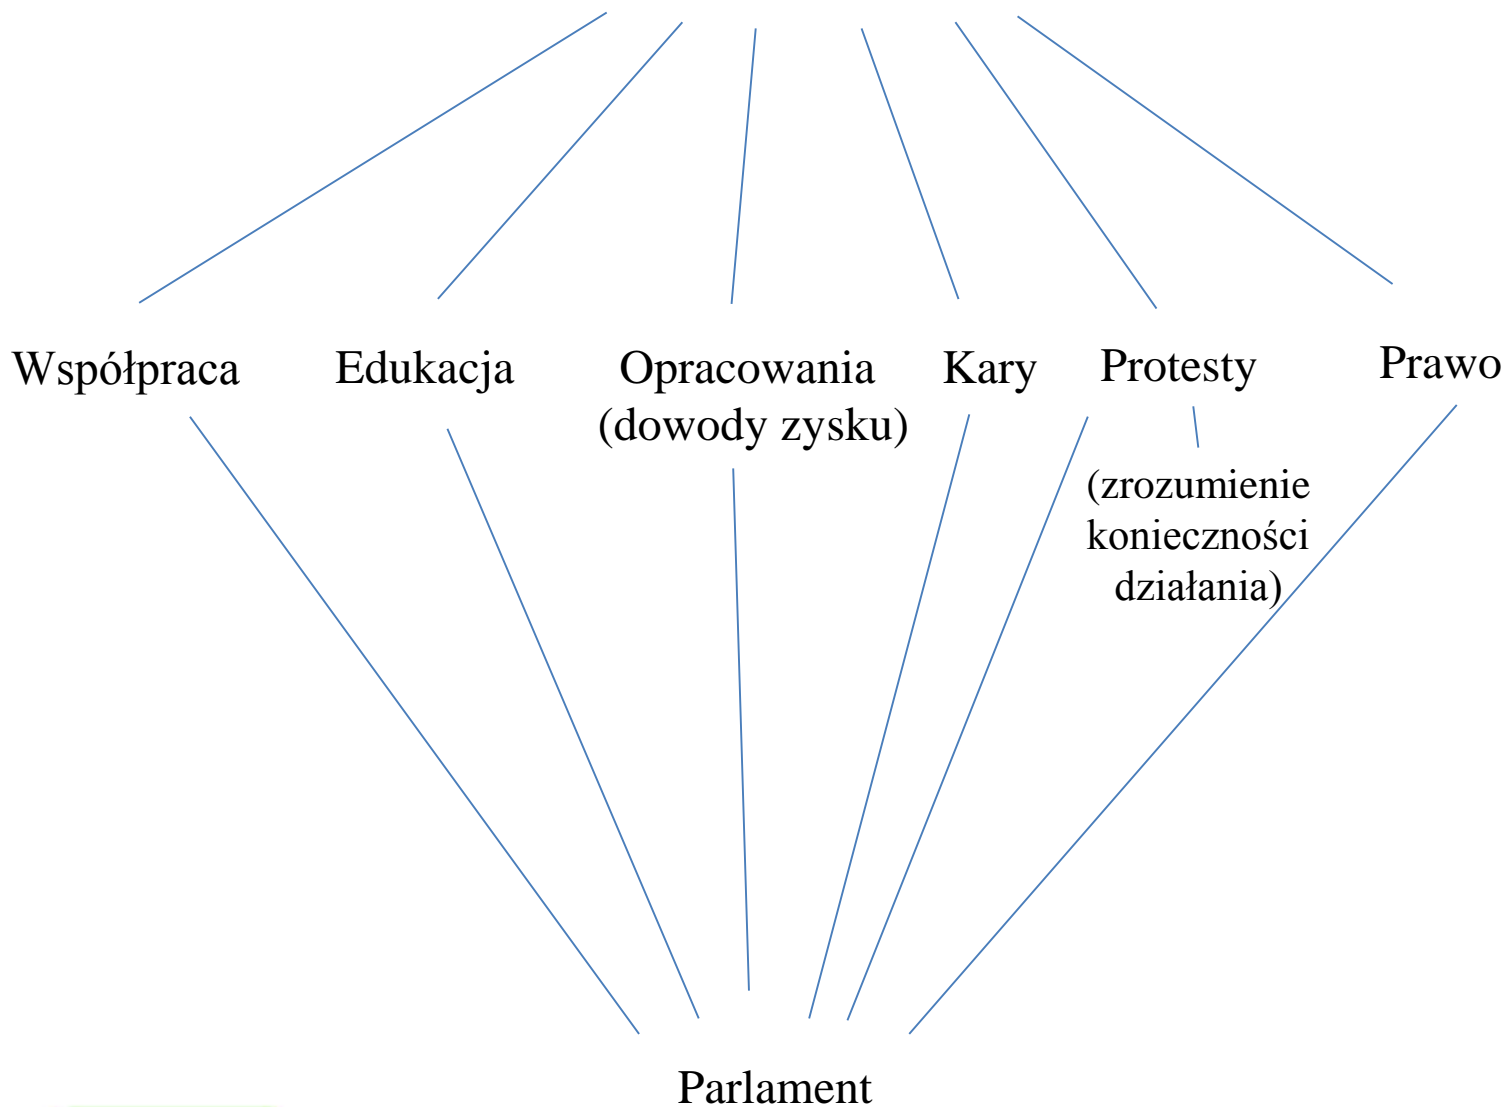 Współpraca
Edukacja
Opracowania
(dowody zysku)
Kary
Protesty
(zrozumienie
konieczności
działania)
Prawo
Parlament